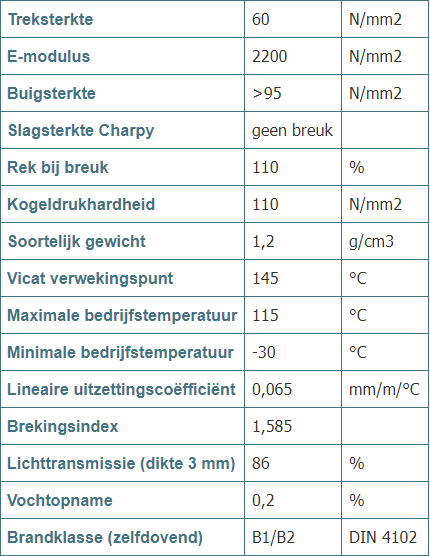 Treksterkte 60 N/mm2
E-modulus 2200 N/mm2
Buigsterkte >95 N/mm2
Slagsterkte Charpy geen breuk
Rek bij breuk 110 %
Kogeldrukhardheid 110 N/mm2
Soortelijk gewicht 1,2 g/cm3
Vicat verwekingspunt 145 °C
Maximale bedrijfstemperatuur 115 °C
Minimale bedrijfstemperatuur -30 °C
Lineaire uitzettingscoëfficiënt 0,065 mm/m/°C
Brekingsindex 1,585
Lichttransmissie (dikte 3 mm) 86 %
Vochtopname 0,2 %
Brandklasse (zelfdovend) B1/B2 DIN 4102